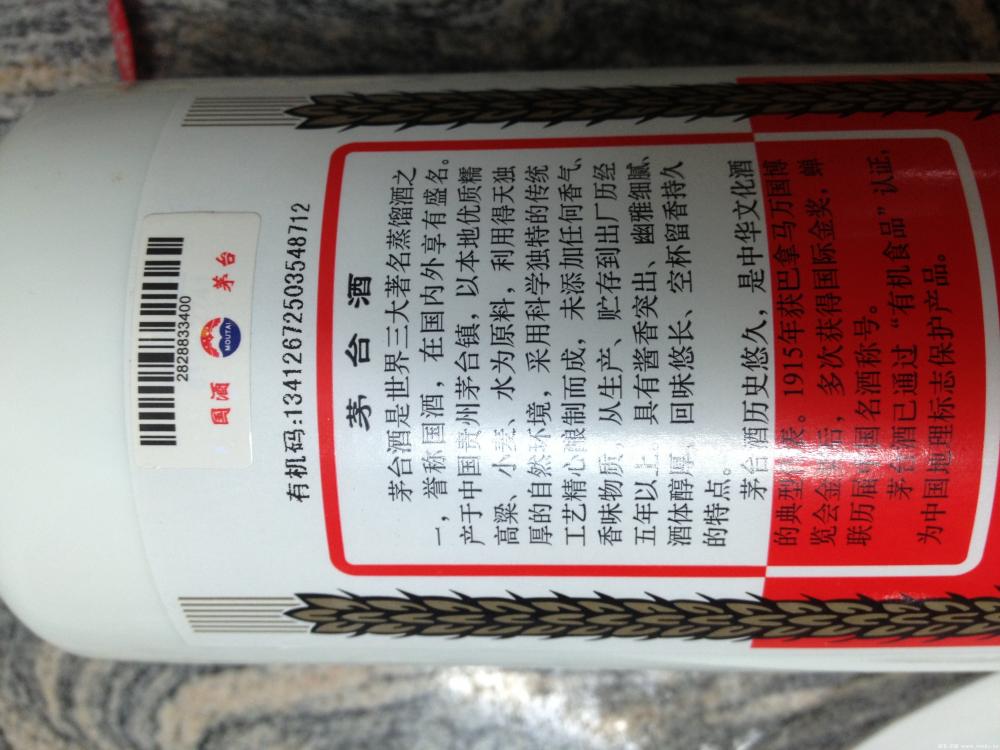 2828833400
国酒 MOUTAI 茅台
有机码:13412672503548712
茅台酒
茅台酒是世界三大著名蒸馏酒之
一，誉称国酒，在国内外享有盛名。
产于中国贵州茅台镇，以本地优质糯
高粱、小麦、水为原料，利用得天独
厚的自然环境，采用科学独特的传统
工艺精心酿制而成，未添加任何香气、
香味物质，从生产、贮存到出厂历经
五年以上。具有酱香突出、幽雅细腻、
酒体醇厚、回味悠长、空杯留香持久
的特点。
茅台酒历史悠久，是中华文化酒
的典型代表。1915年获巴拿马万国博
览会金奖后，多次获得国际金奖，蝉
联历届国名酒称号。
茅台酒已通过“有机食品”认证，
为中国地理标志保护产品。